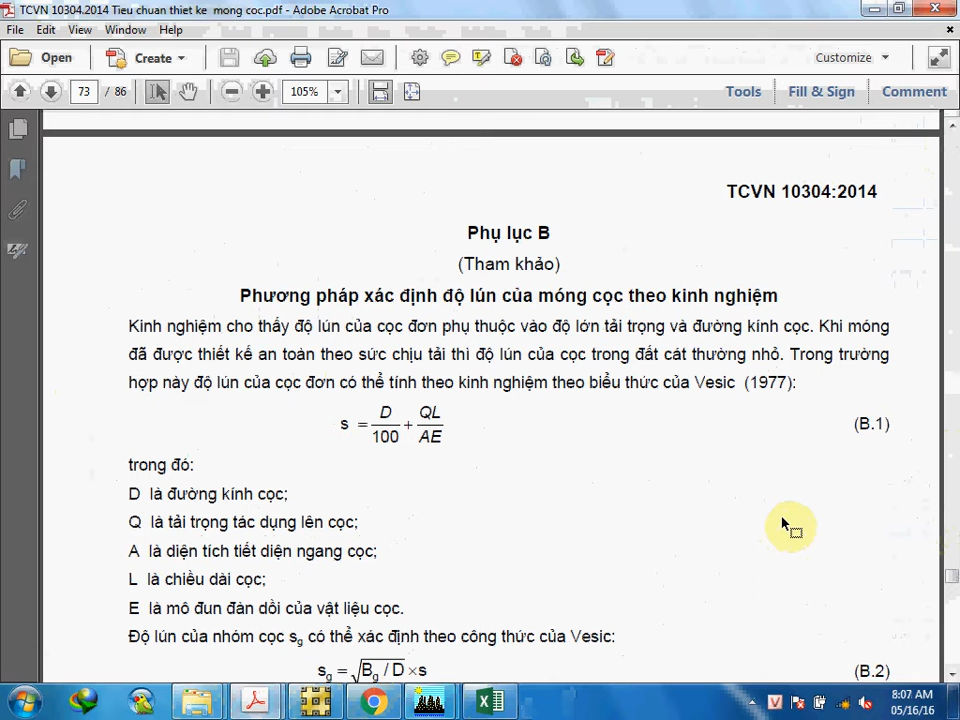 TCVN 10304.2014 Tieu chuan thiet ke mong coc.pdf - Adobe Acrobat Pro
File Edit View Window Help
Open Create Customize
73 / 86 105% Tools Fill & Sign Comment
TCVN 10304:2014
Phụ lục B
(Tham khảo)
Phương pháp xác định độ lún của móng cọc theo kinh nghiệm
Kinh nghiệm cho thấy độ lún của cọc đơn phụ thuộc vào độ lớn tải trọng và đường kính cọc. Khi móng
đã được thiết kế an toàn theo sức chịu tải thì độ lún của cọc trong đất cát thường nhỏ. Trong trường
hợp này độ lún của cọc đơn có thể tính theo kinh nghiệm theo biểu thức của Vesic (1977):
s = D/100 + QL/AE (B.1)
trong đó:
D là đường kính cọc;
Q là tải trọng tác dụng lên cọc;
A là diện tích tiết diện ngang cọc;
L là chiều dài cọc;
E là mô đun đàn dồi của vật liệu cọc.
Độ lún của nhóm cọc sg có thể xác định theo công thức của Vesic:
sg = √Bg / D × s (B.2)
8:07 AM
05/16/16